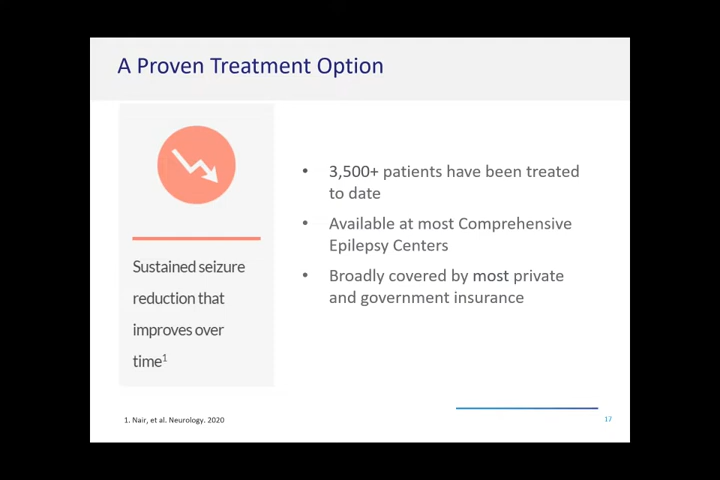 A Proven Treatment Option
Sustained seizure
reduction that
improves over
time¹
• 3,500+ patients have been treated
to date
• Available at most Comprehensive
Epilepsy Centers
• Broadly covered by most private
and government insurance
1. Nair, et al. Neurology. 2020
17